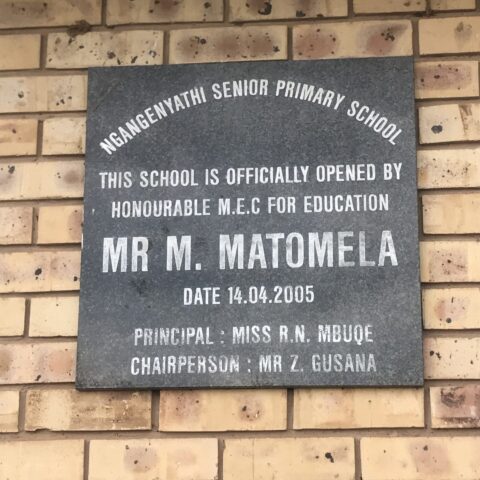 NGANGENYATHI SENIOR PRIMARY SCHOOL
THIS SCHOOL IS OFFICIALLY OPENED BY
HONOURABLE M.E.C FOR EDUCATION
MR M. MATOMELA
DATE 14.04.2005
PRINCIPAL : MISS R.N. MBUQE
CHAIRPERSON : MR Z. GUSANA